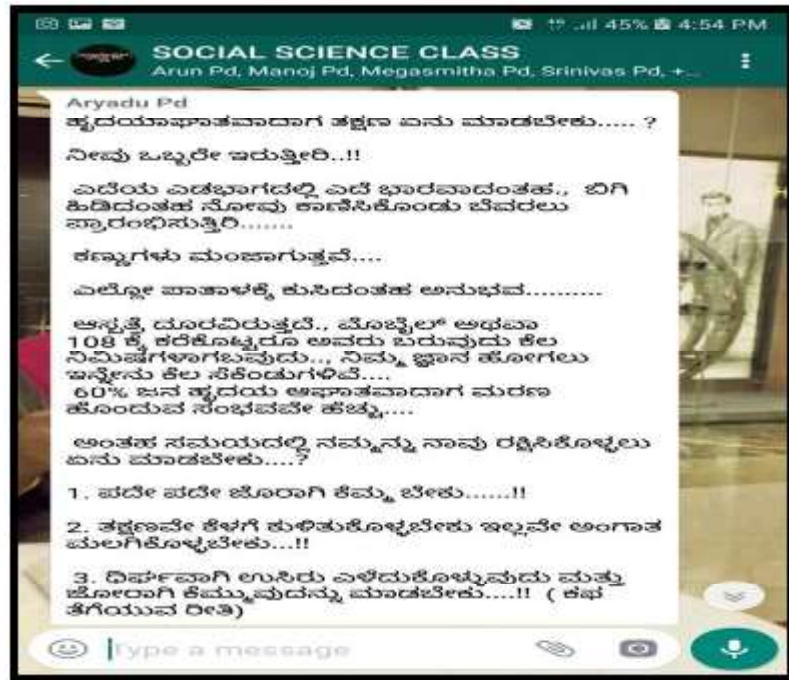 45% 4:54 PM
SOCIAL SCIENCE CLASS
Arun Pd, Manoj Pd, Megasmitha Pd, Srinivas Pd, +...
Aryadu Pd
ಹೃದಯಾಘಾತವಾದಾಗ ತಕ್ಷಣ ಏನು ಮಾಡಬೇಕು..... ?
ನೀವು ಒಬ್ಬರೇ ಇರುತ್ತೀರಿ..!!
ಎದೆಯ ಎಡಭಾಗದಲ್ಲಿ ಎದೆ ಭಾರವಾದಂತಹ., ಬಿಗಿ
ಹಿಡಿದಂತಹ ನೋವು ಕಾಣಿಸಿಕೊಂಡು ಬೆವರಲು
ಪ್ರಾರಂಭಿಸುತ್ತಿರಿ.......
ಕಣ್ಣುಗಳು ಮಂಜಾಗುತ್ತವೆ....
ಎಲ್ಲೋ ಪಾತಾಳಕ್ಕೆ ಕುಸಿದಂತಹ ಅನುಭವ..........
ಆಸ್ಪತ್ರೆ ದೂರವಿರುತ್ತದೆ., ಮೊಬೈಲ್ ಅಥವಾ
108 ಕ್ಕೆ ಕರೆಕೊಟ್ಟರೂ ಅವರು ಬರುವುದು ಕೆಲ
ನಿಮಿಷಗಳಾಗಬಹುದು.., ನಿಮ್ಮ ಜ್ಞಾನ ಹೋಗಲು
ಇನ್ನೇನು ಕೆಲ ಸೆಕೆಂಡುಗಳಿವೆ....
60% ಜನ ಹೃದಯ ಆಘಾತವಾದಾಗ ಮರಣ
ಹೊಂದುವ ಸಂಭವವೇ ಹೆಚ್ಚು....
ಅಂತಹ ಸಮಯದಲ್ಲಿ ನಮ್ಮನ್ನು ನಾವು ರಕ್ಷಿಸಿಕೊಳ್ಳಲು
ಏನು ಮಾಡಬೇಕು....?
1. ಪದೇ ಪದೇ ಜೊರಾಗಿ ಕೆಮ್ಮ ಬೇಕು......!!
2. ತಕ್ಷಣವೇ ಕೆಳಗೆ ಕುಳಿತುಕೊಳ್ಳಬೇಕು ಇಲ್ಲವೇ ಅಂಗಾತ
ಮಲಗಿಕೊಳ್ಳಬೇಕು...!!
3. ಧಿರ್ಘವಾಗಿ ಉಸಿರು ಎಳೆದುಕೊಳ್ಳುವುದು ಮತ್ತು
ಜೋರಾಗಿ ಕೆಮ್ಮುವುದನ್ನು ಮಾಡಬೇಕು....!! ( ಕಫ
ತೆಗೆಯುವ ರೀತಿ)
Type a message